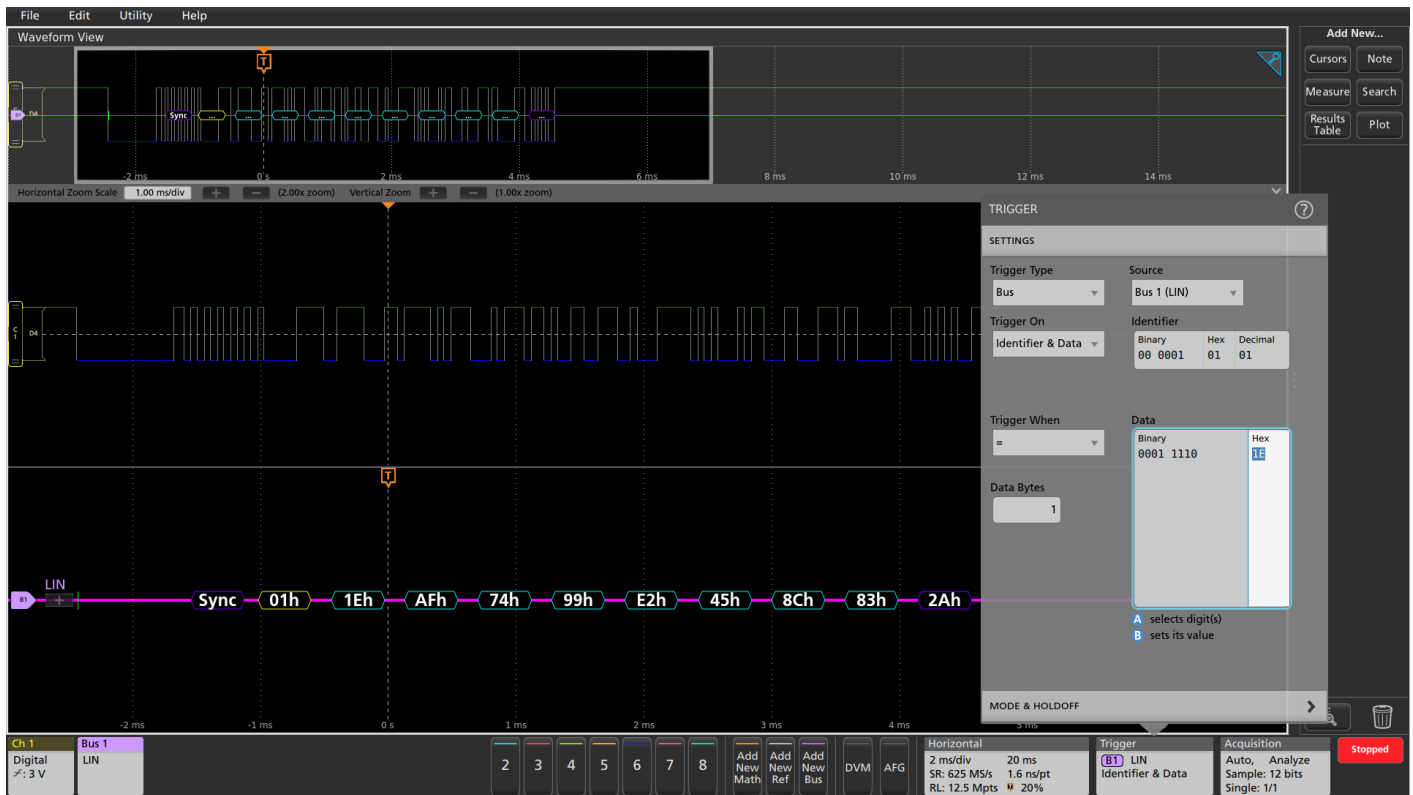 File Edit Utility Help
Waveform View
Add New...
Cursors Note
Measure Search
Results Table Plot
T
B1 D4
Sync ... ... ... ... ... ... ... ... ... ...
-2 ms 0 s 2 ms 4 ms 6 ms 8 ms 10 ms 12 ms 14 ms
Horizontal Zoom Scale 1.00 ms/div + − (2.00x zoom) Vertical Zoom + − (1.00x zoom)
C
1 D4
T
LIN
B1 + Sync 01h 1Eh AFh 74h 99h E2h 45h 8Ch 83h 2Ah
-2 ms -1 ms 0 s 1 ms 2 ms 3 ms 4 ms 5 ms
TRIGGER ?
SETTINGS
Trigger Type Source
Bus Bus 1 (LIN)
Trigger On Identifier
Identifier & Data Binary Hex Decimal
00 0001 01 01
Trigger When Data
= Binary Hex
0001 1110 1E
Data Bytes
1
A selects digit(s)
B sets its value
MODE & HOLDOFF
Ch 1
Digital
: 3 V
Bus 1
LIN
2 3 4 5 6 7 8
Add New Math
Add New Ref
Add New Bus
DVM AFG
Horizontal
2 ms/div 20 ms
SR: 625 MS/s 1.6 ns/pt
RL: 12.5 Mpts 20%
Trigger
B1 LIN
Identifier & Data
Acquisition
Auto, Analyze
Sample: 12 bits
Single: 1/1
Stopped